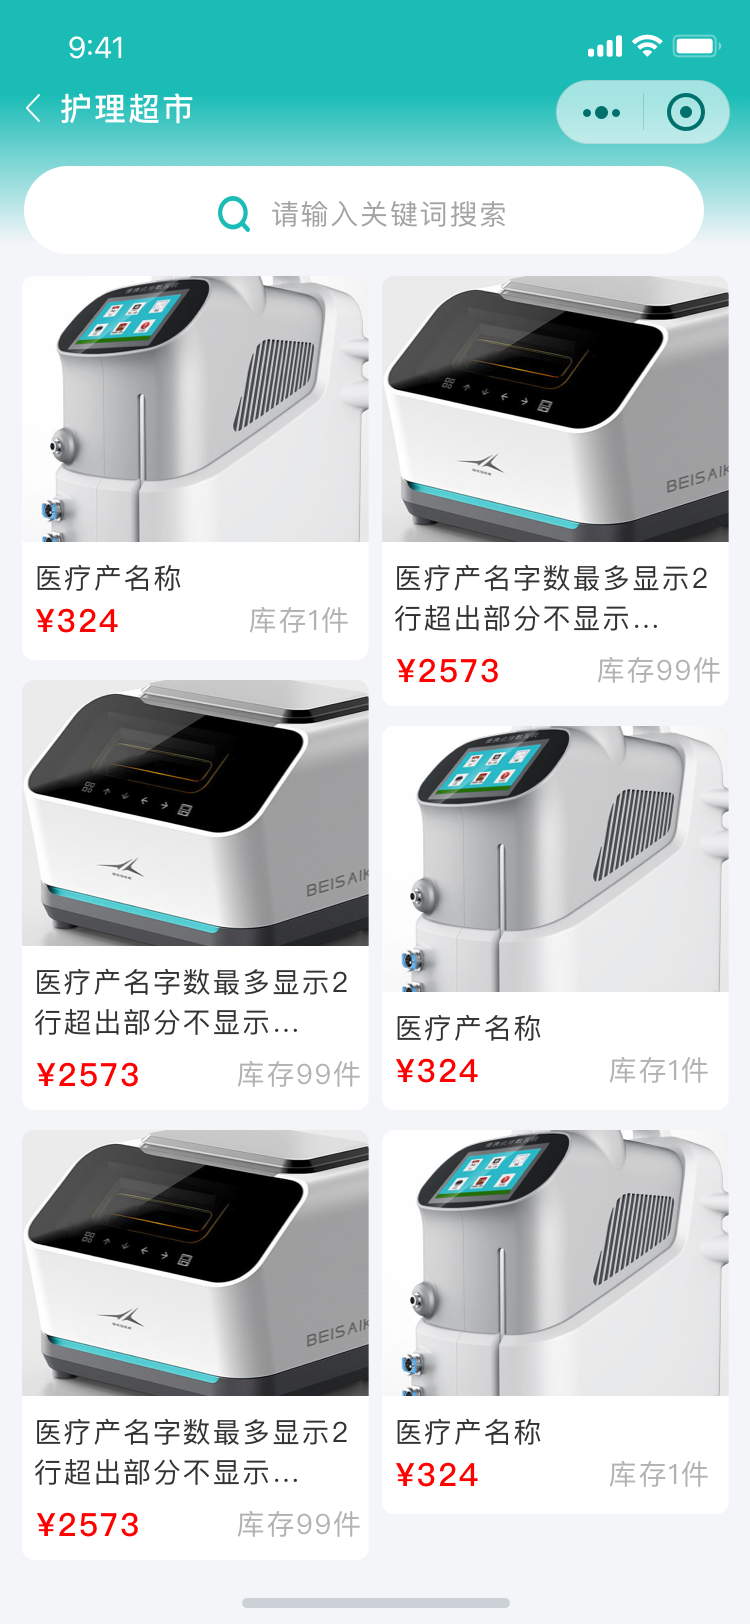 9:41
护理超市
请输入关键词搜索
医疗产名称
¥324
库存1件
BEISAIK
医疗产名字数最多显示2
行超出部分不显示...
¥2573
库存99件
BEISAIK
医疗产名字数最多显示2
行超出部分不显示...
¥2573
库存99件
医疗产名称
¥324
库存1件
BEISAIK
医疗产名字数最多显示2
行超出部分不显示...
¥2573
库存99件
医疗产名称
¥324
库存1件